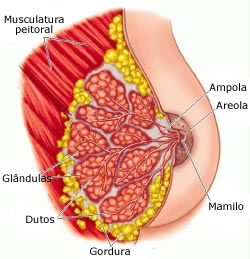 Musculatura
peitoral
Ampola
Areola
Glândulas
Mamilo
Dutos
Gordura